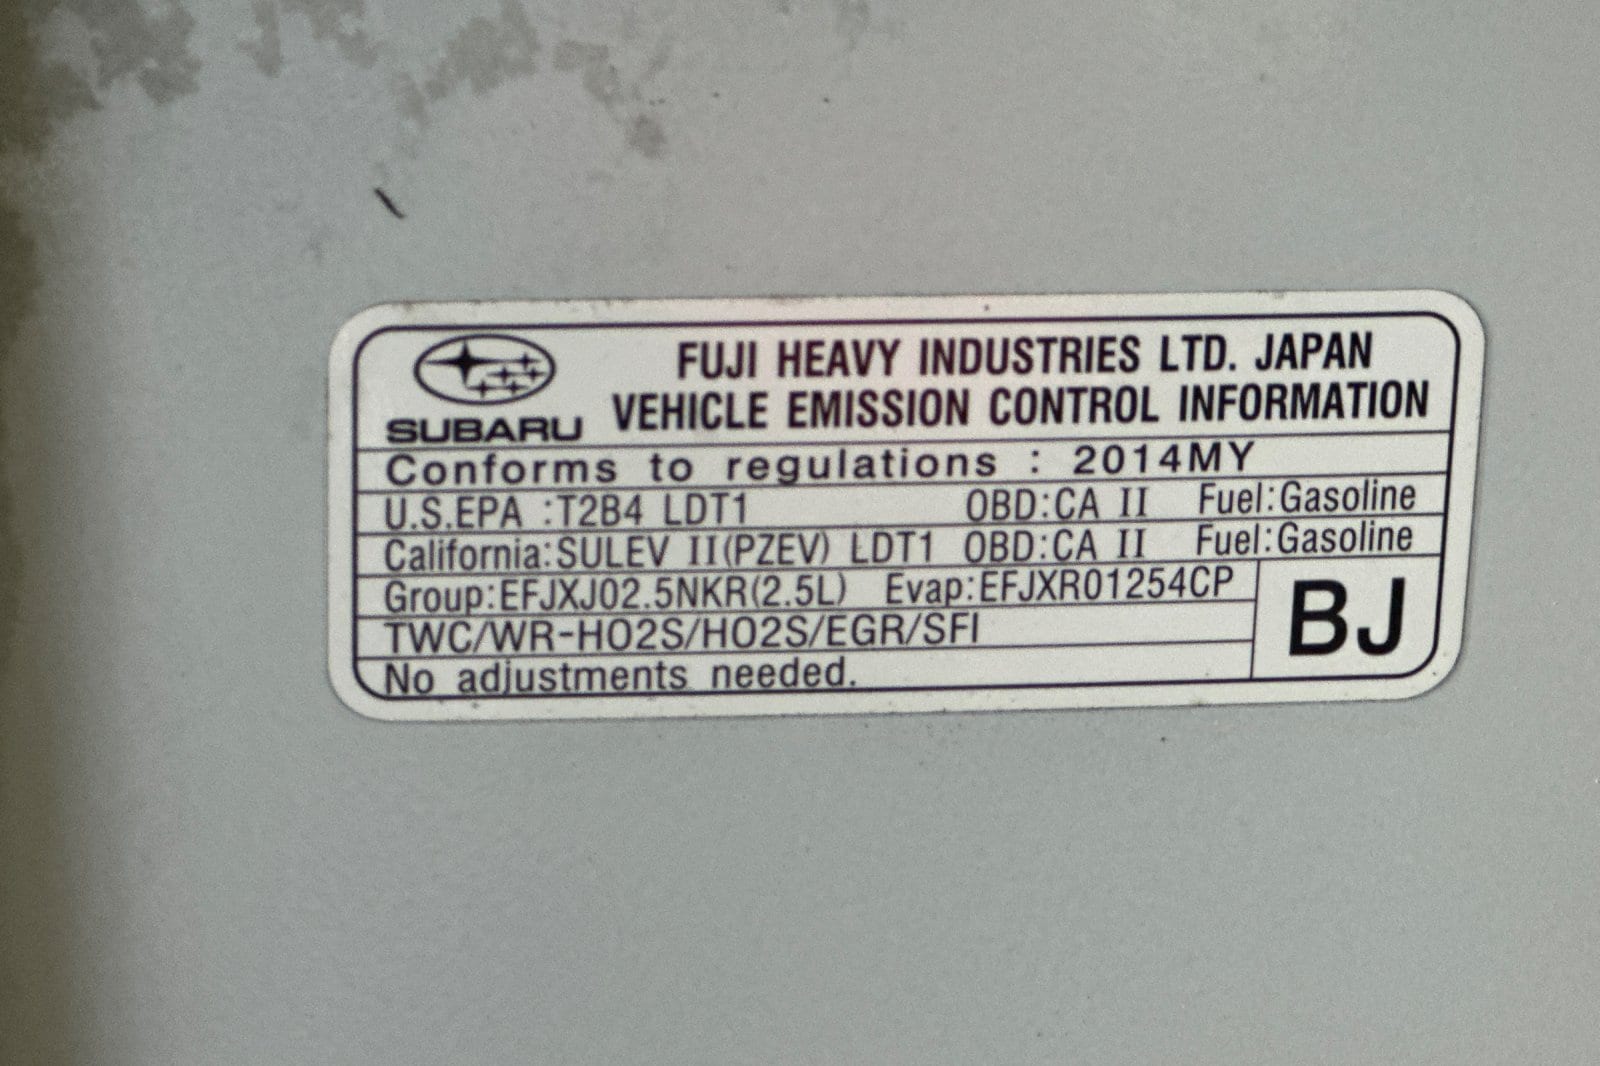 FUJI HEAVY INDUSTRIES LTD. JAPAN
SUBARU VEHICLE EMISSION CONTROL INFORMATION
Conforms to regulations : 2014MY
U.S.EPA :T2B4 LDT1 OBD:CA II Fuel:Gasoline
California:SULEV II(PZEV) LDT1 OBD:CA II Fuel:Gasoline
Group:EFJXJ02.5NKR(2.5L) Evap:EFJXR01254CP
TWC/WR-HO2S/HO2S/EGR/SFI
No adjustments needed.
BJ